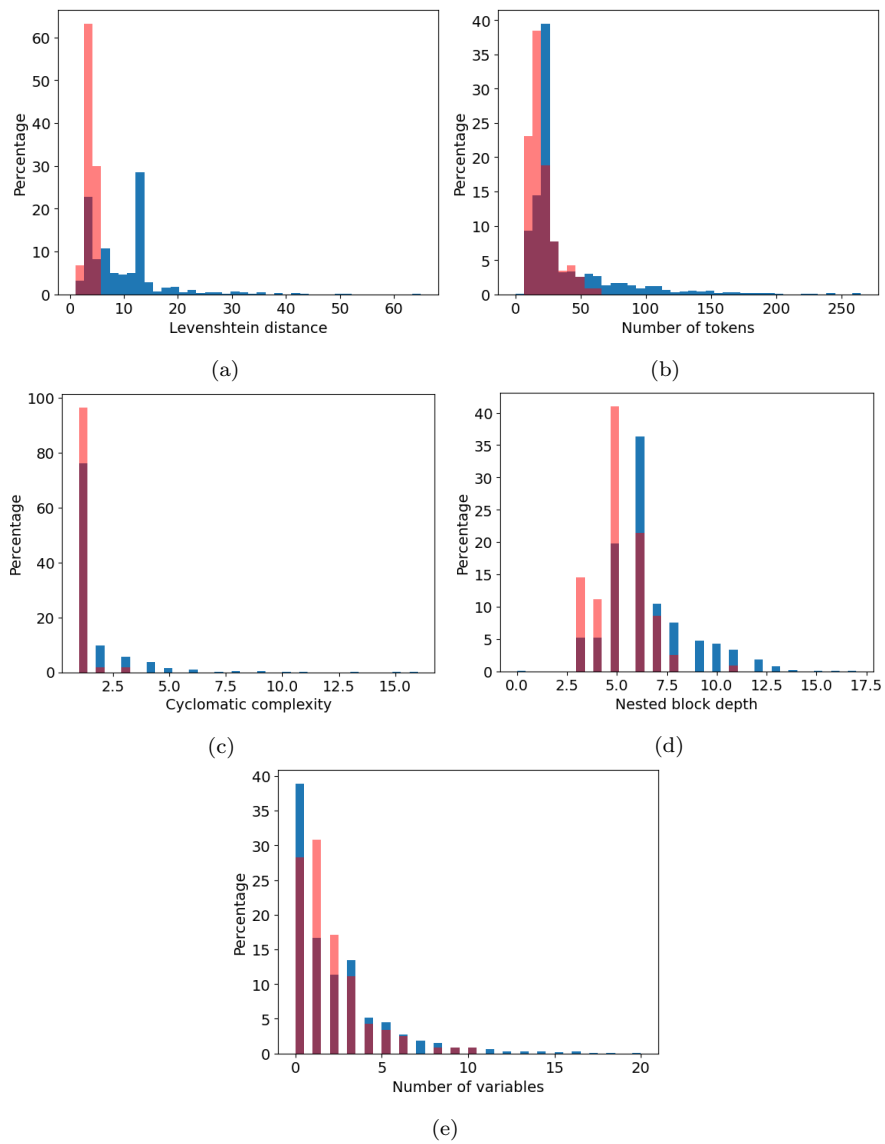 60
50
40
30
20
10
0
Percentage
0 10 20 30 40 50 60
Levenshtein distance
(a)
40
35
30
25
20
15
10
5
0
Percentage
0 50 100 150 200 250
Number of tokens
(b)
100
80
60
40
20
0
Percentage
2.5 5.0 7.5 10.0 12.5 15.0
Cyclomatic complexity
(c)
40
35
30
25
20
15
10
5
0
Percentage
0.0 2.5 5.0 7.5 10.0 12.5 15.0 17.5
Nested block depth
(d)
40
35
30
25
20
15
10
5
0
Percentage
0 5 10 15 20
Number of variables
(e)